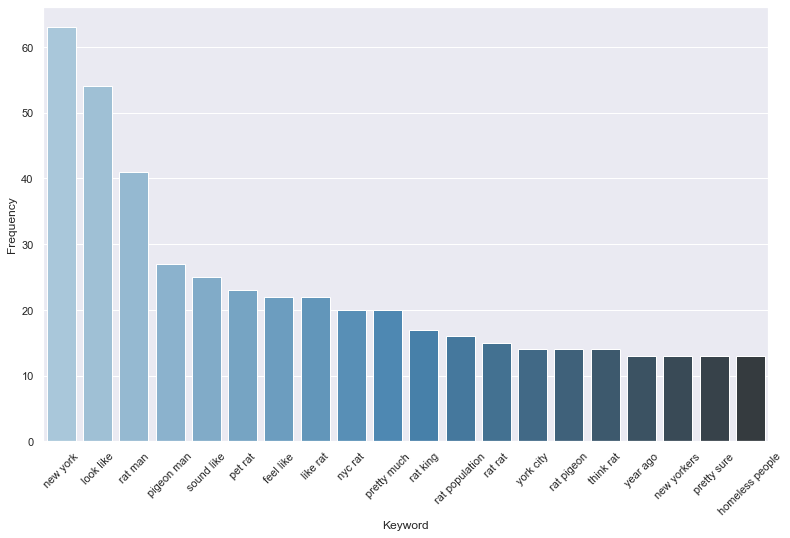 60
50
40
30
20
10
0
Frequency
new york
look like
rat man
pigeon man
sound like
pet rat
feel like
like rat
nyc rat
pretty much
rat king
rat population
rat rat
york city
rat pigeon
think rat
year ago
new yorkers
pretty sure
homeless people
Keyword